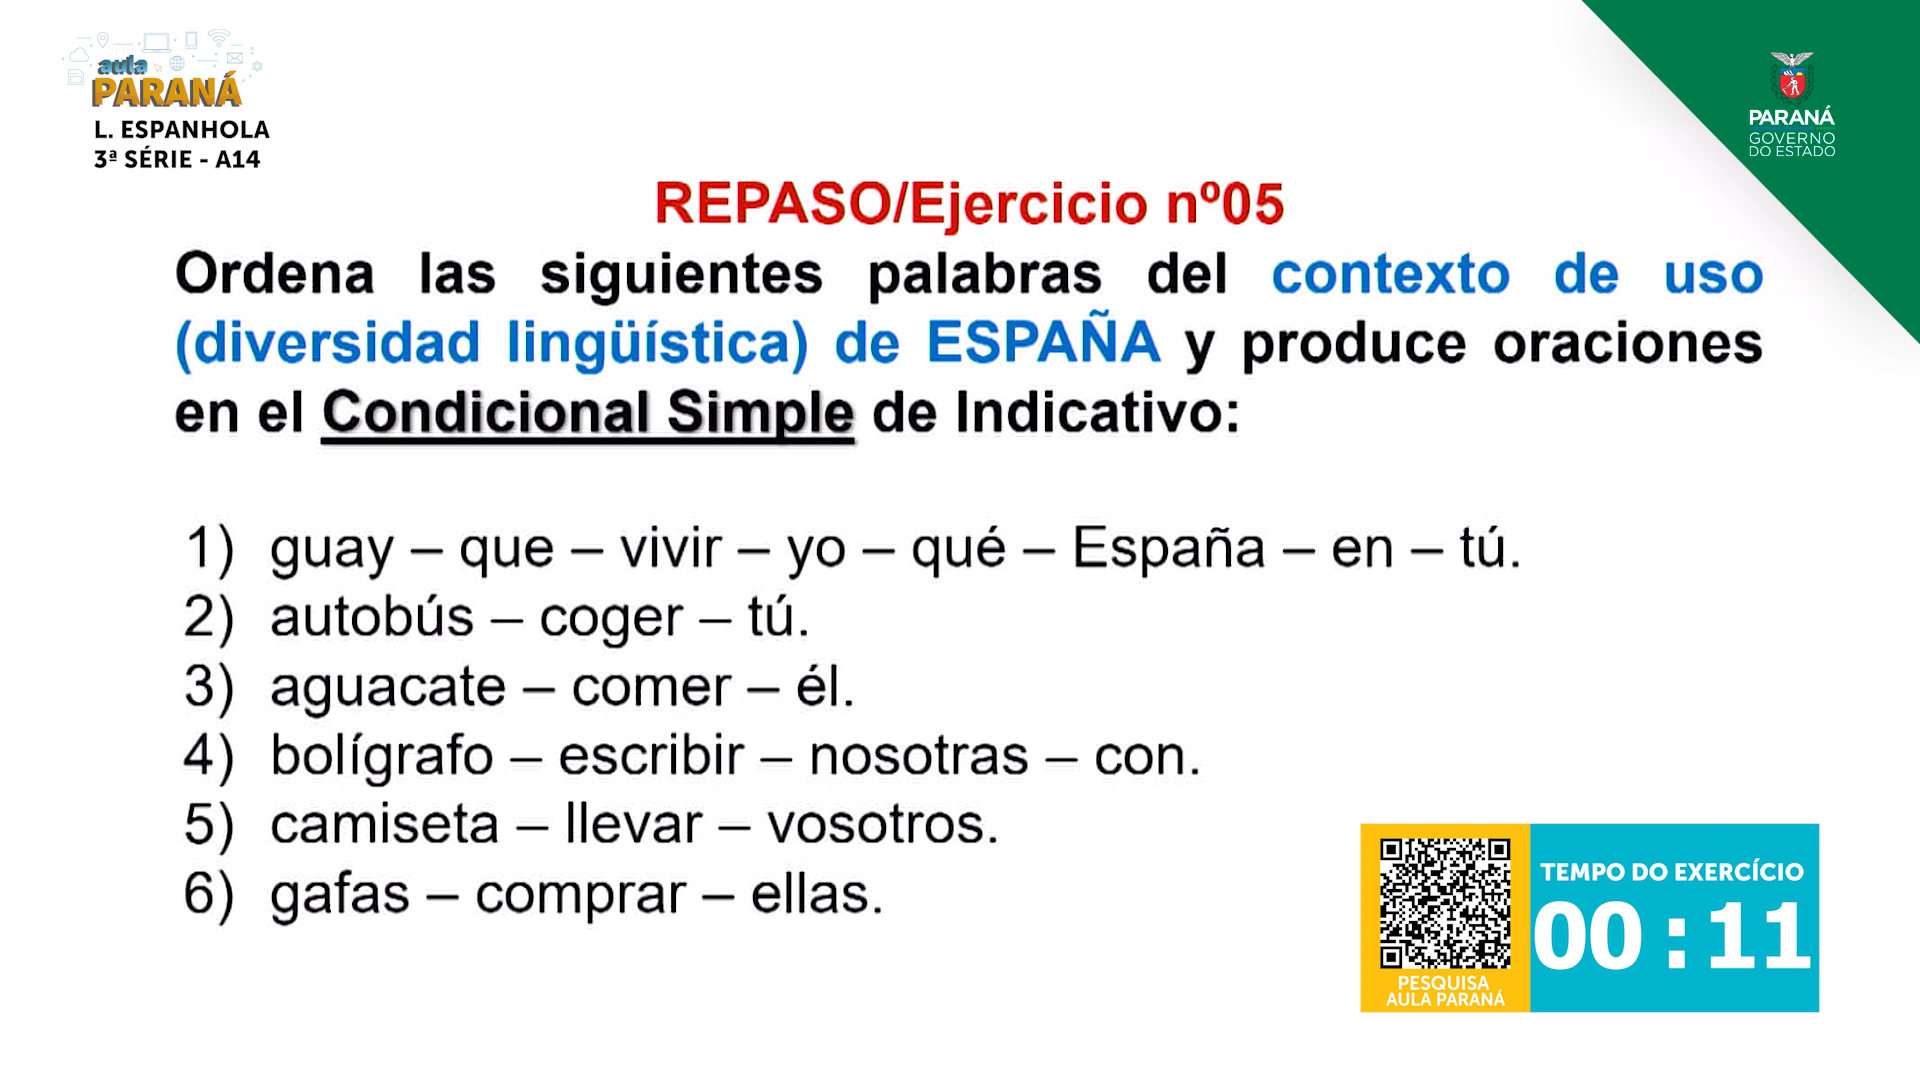 aula
PARANÁ
L. ESPANHOLA
3ª SÉRIE - A14
PARANÁ
GOVERNO
DO ESTADO
REPASO/Ejercicio nº05
Ordena las siguientes palabras del contexto de uso
(diversidad lingüística) de ESPAÑA y produce oraciones
en el Condicional Simple de Indicativo:
1) guay – que – vivir – yo – qué – España – en – tú.
2) autobús – coger – tú.
3) aguacate – comer – él.
4) bolígrafo – escribir – nosotras – con.
5) camiseta – llevar – vosotros.
6) gafas – comprar – ellas.
PESQUISA
AULA PARANÁ
TEMPO DO EXERCÍCIO
00:11